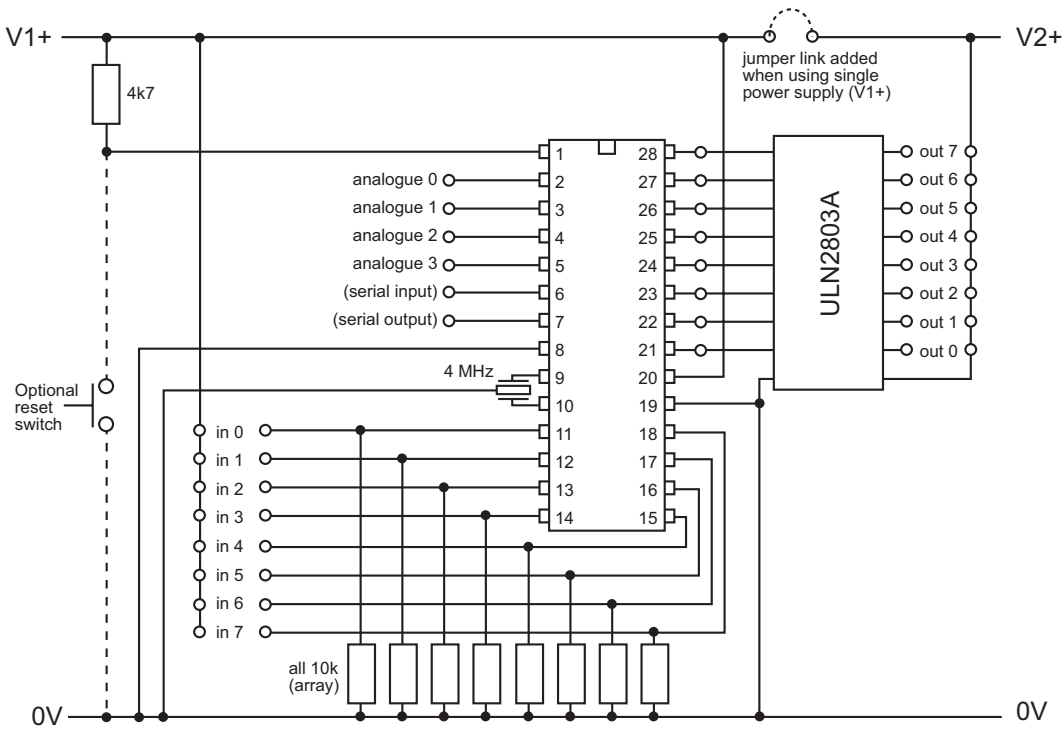 V1+
V2+
jumper link added
when using single
power supply (V1+)
4k7
1
28
out 7
analogue 0
2
27
out 6
analogue 1
3
26
out 5
analogue 2
4
25
out 4
analogue 3
5
24
out 3
(serial input)
6
23
out 2
(serial output)
7
22
out 1
8
21
out 0
ULN2803A
4 MHz
9
20
10
19
Optional
reset
switch
in 0
11
18
in 1
12
17
in 2
13
16
in 3
14
15
in 4
in 5
in 6
in 7
all 10k
(array)
0V
0V